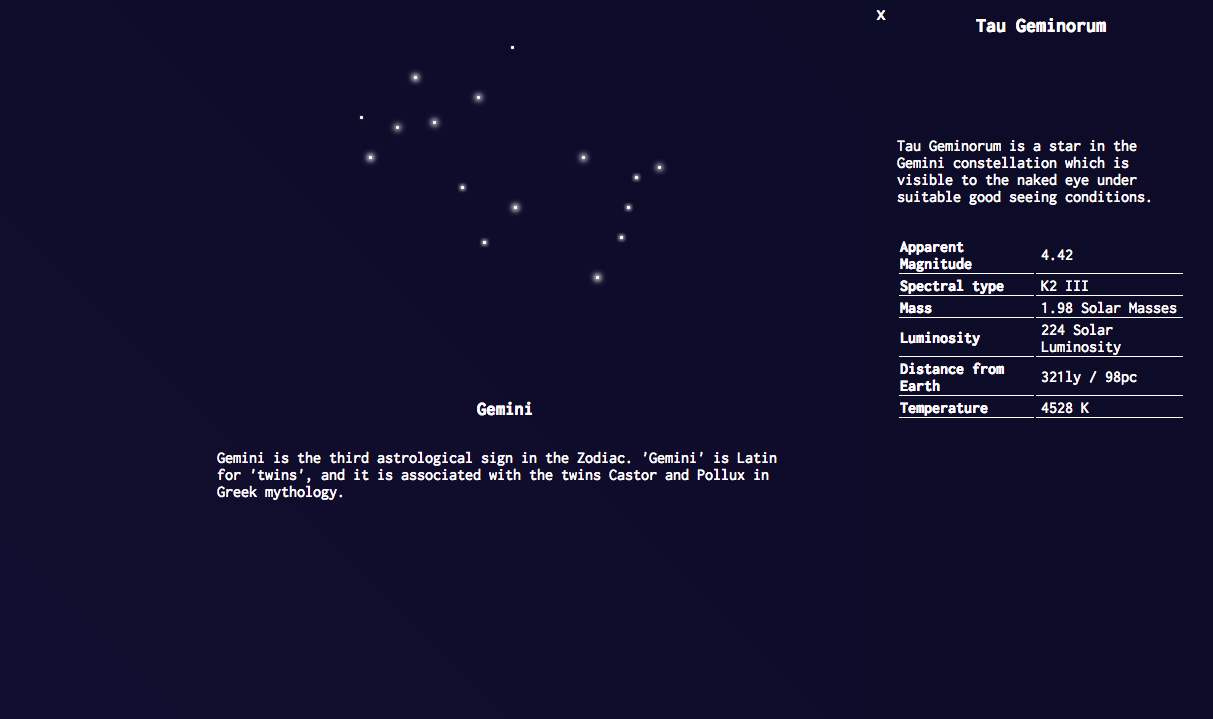 Gemini
Gemini is the third astrological sign in the Zodiac. 'Gemini' is Latin
for 'twins', and it is associated with the twins Castor and Pollux in
Greek mythology.
x
Tau Geminorum
Tau Geminorum is a star in the
Gemini constellation which is
visible to the naked eye under
suitable good seeing conditions.
Apparent
Magnitude 4.42
Spectral type K2 III
Mass 1.98 Solar Masses
Luminosity 224 Solar
Luminosity
Distance from
Earth 321ly / 98pc
Temperature 4528 K